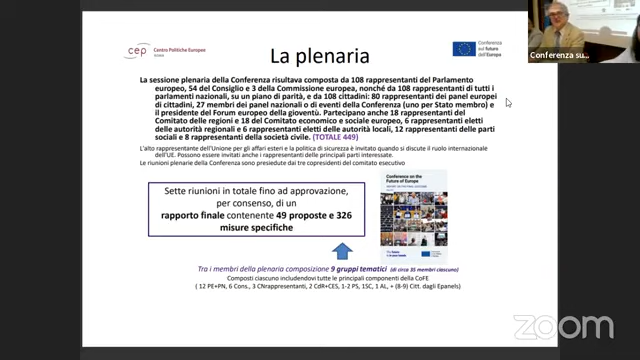 cep
Centro Politiche Europee
ROMA
La plenaria
Conferenza
sul futuro
dell'Europa
Conferenza su...
La sessione plenaria della Conferenza risultava composta da 108 rappresentanti del Parlamento
europeo, 54 del Consiglio e 3 della Commissione europea, nonché da 108 rappresentanti di tutti i
parlamenti nazionali, su un piano di parità, e da 108 cittadini: 80 rappresentanti dei panel europei
di cittadini, 27 membri dei panel nazionali o di eventi della Conferenza (uno per Stato membro) e
il presidente del Forum europeo della gioventù. Partecipano anche 18 rappresentanti del
Comitato delle regioni e 18 del Comitato economico e sociale europeo, 6 rappresentanti eletti
delle autorità regionali e 6 rappresentanti eletti delle autorità locali, 12 rappresentanti delle parti
sociali e 8 rappresentanti della società civile. (TOTALE 449)
L'alto rappresentante dell'Unione per gli affari esteri e la politica di sicurezza è invitato quando si discute il ruolo internazionale
dell'UE. Possono essere invitati anche i rappresentanti delle principali parti interessate.
Le riunioni plenarie della Conferenza sono presiedute dai tre copresidenti del comitato esecutivo
Sette riunioni in totale fino ad approvazione,
per consenso, di un
rapporto finale contenente 49 proposte e 326
misure specifiche
Conference on the
Future of Europe
REPORT ON THE FINAL OUTCOME
Tra i membri della plenaria composizione 9 gruppi tematici (di circa 35 membri ciascuno)
Composti ciascuno includendovi tutte le principali componenti della CoFE
( 12 PE+PN, 6 Cons., 3 CNrappresentanti, 2 CdR+CES, 1-2 PS, 1SC, 1 AL, + (8-9) Citt. dagli Epanels)
zoom